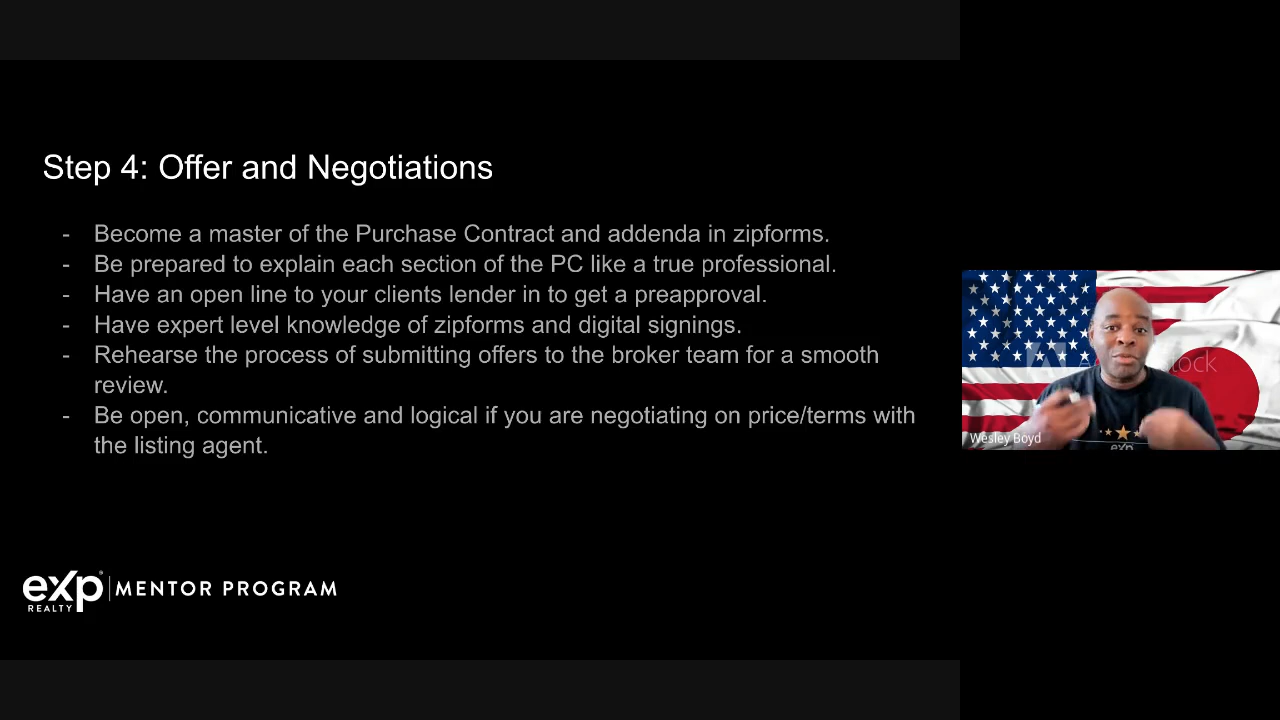 Step 4: Offer and Negotiations
- Become a master of the Purchase Contract and addenda in zipforms.
- Be prepared to explain each section of the PC like a true professional.
- Have an open line to your clients lender in to get a preapproval.
- Have expert level knowledge of zipforms and digital signings.
- Rehearse the process of submitting offers to the broker team for a smooth
review.
- Be open, communicative and logical if you are negotiating on price/terms with
the listing agent.
eXp®
REALTY
MENTOR PROGRAM
tock
Wesley Boyd
exp